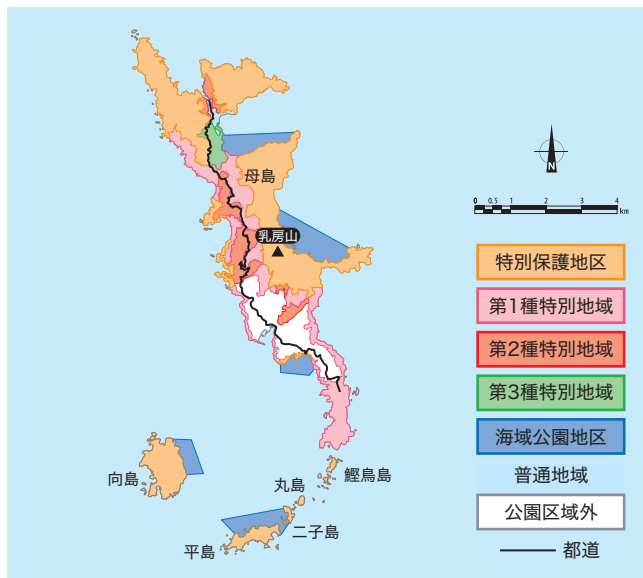 母島
乳房山
N
0 0.5 1 2 3 4
km
特別保護地区
第1種特別地域
第2種特別地域
第3種特別地域
海域公園地区
普通地域
公園区域外
都道
向島
鰹鳥島
丸島
二子島
平島